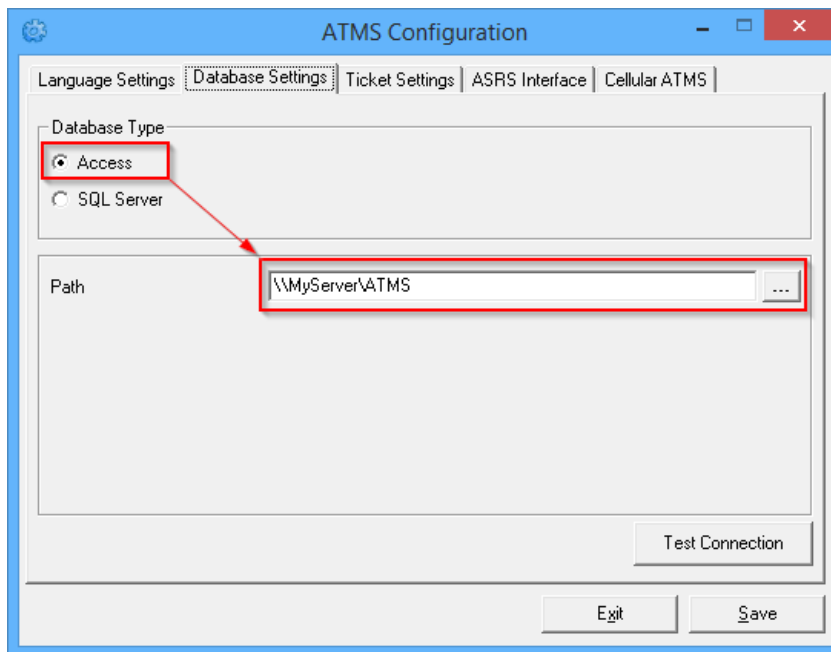 ATMS Configuration
Language Settings Database Settings Ticket Settings ASRS Interface Cellular ATMS
Database Type
Access
SQL Server
Path \\MyServer\ATMS ...
Test Connection
Exit Save